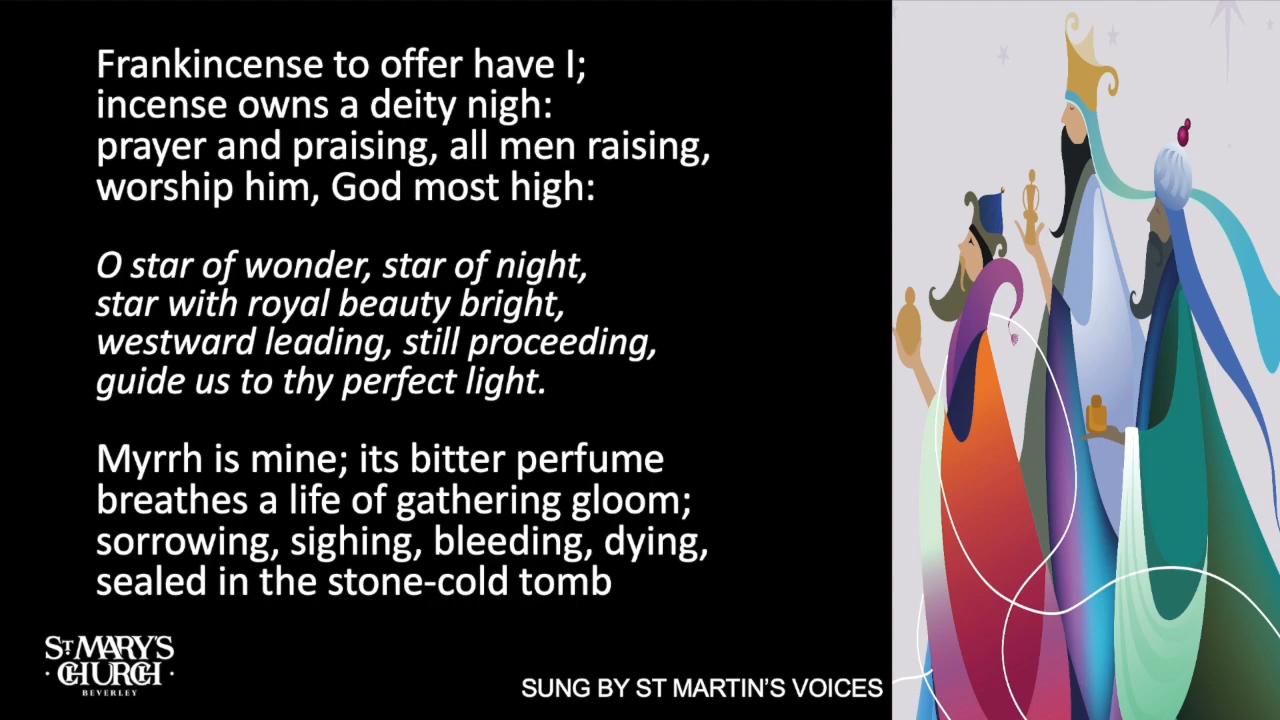 Frankincense to offer have I;
incense owns a deity nigh:
prayer and praising, all men raising,
worship him, God most high:
O star of wonder, star of night,
star with royal beauty bright,
westward leading, still proceeding,
guide us to thy perfect light.
Myrrh is mine; its bitter perfume
breathes a life of gathering gloom;
sorrowing, sighing, bleeding, dying,
sealed in the stone-cold tomb
ST MARY'S
· CHURCH ·
BEVERLEY
SUNG BY ST MARTIN’S VOICES